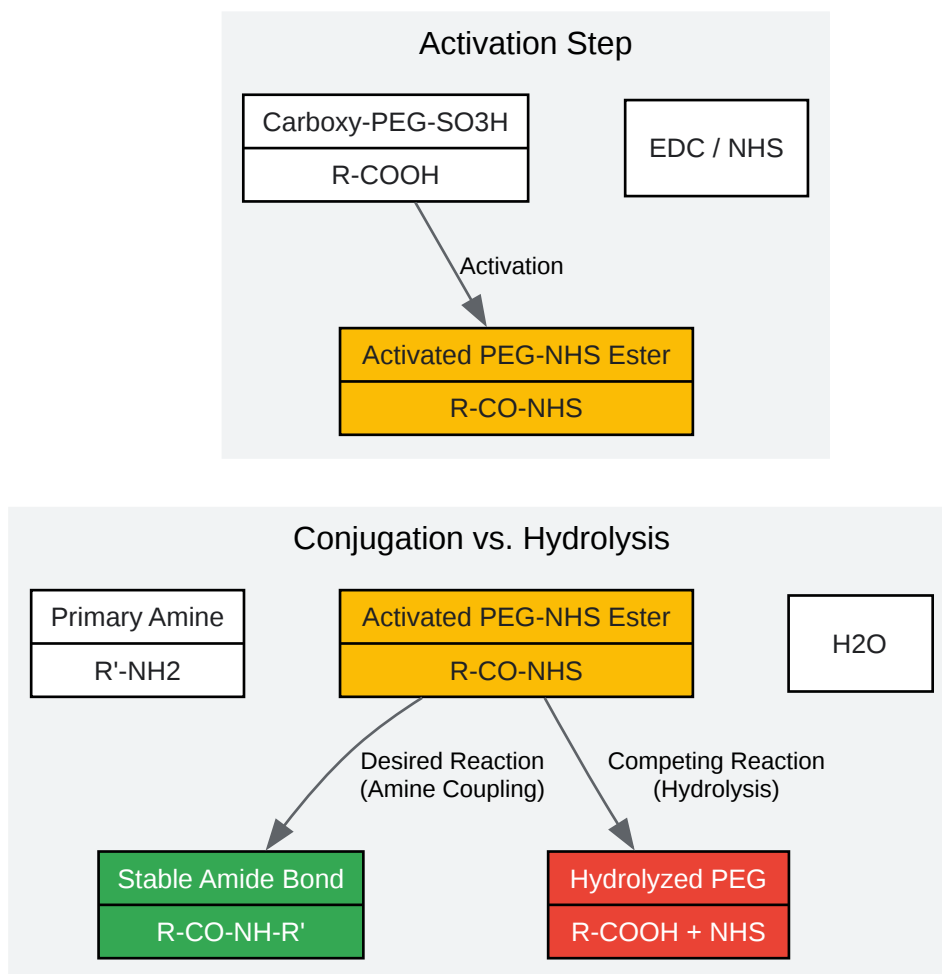 Activation Step
Carboxy-PEG-SO3H
R-COOH
EDC / NHS
Activation
Activated PEG-NHS Ester
R-CO-NHS
Conjugation vs. Hydrolysis
Primary Amine
R'-NH2
Activated PEG-NHS Ester
R-CO-NHS
H2O
Desired Reaction
(Amine Coupling)
Competing Reaction
(Hydrolysis)
Stable Amide Bond
R-CO-NH-R'
Hydrolyzed PEG
R-COOH + NHS